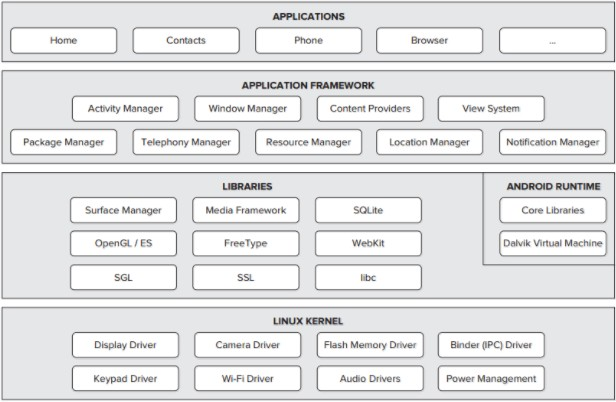 APPLICATIONS
Home
Contacts
Phone
Browser
...
APPLICATION FRAMEWORK
Activity Manager
Window Manager
Content Providers
View System
Package Manager
Telephony Manager
Resource Manager
Location Manager
Notification Manager
LIBRARIES
Surface Manager
Media Framework
SQLite
OpenGL / ES
FreeType
WebKit
SGL
SSL
libc
ANDROID RUNTIME
Core Libraries
Dalvik Virtual Machine
LINUX KERNEL
Display Driver
Camera Driver
Flash Memory Driver
Binder (IPC) Driver
Keypad Driver
Wi-Fi Driver
Audio Drivers
Power Management